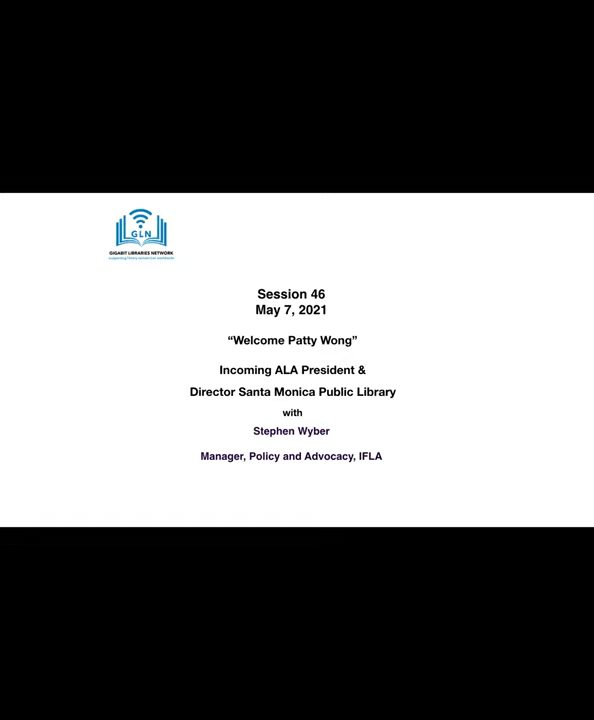 GLN
GIGABIT LIBRARIES NETWORK
Session 46
May 7, 2021
“Welcome Patty Wong”
Incoming ALA President &
Director Santa Monica Public Library
with
Stephen Wyber
Manager, Policy and Advocacy, IFLA